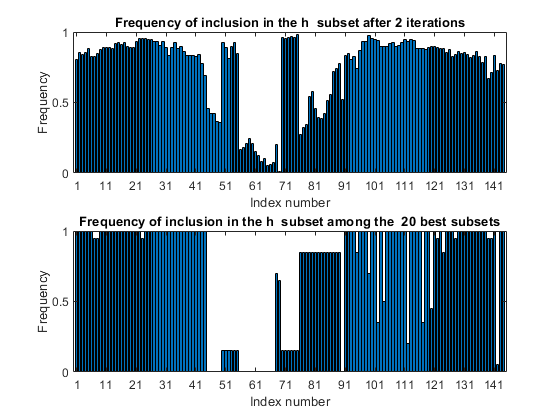 Frequency of inclusion in the h subset after 2 iterations
1
0.5
0
Frequency
1 11 21 31 41 51 61 71 81 91 101 111 121 131 141
Index number
Frequency of inclusion in the h subset among the 20 best subsets
1
0.5
0
Frequency
1 11 21 31 41 51 61 71 81 91 101 111 121 131 141
Index number